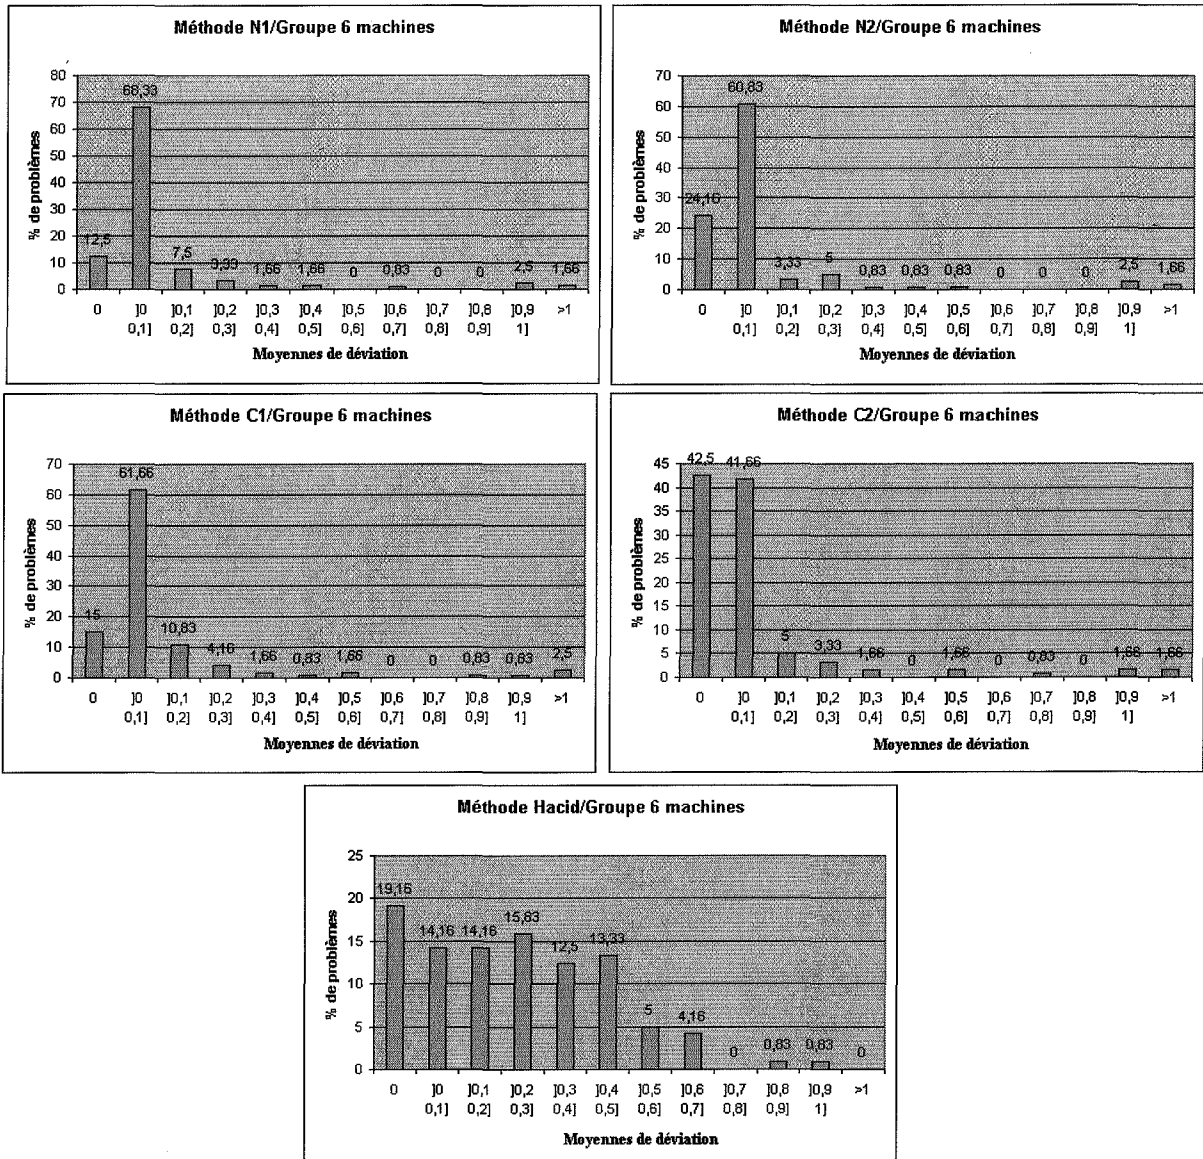 Méthode N1/Groupe 6 machines
% de problèmes
80
70
60
50
40
30
20
10
0
12,5 68,33 7,5 3,33 1,66 1,66 0 0,83 0 0 2,5 1,66
0 ]0 ]0,1 ]0,2 ]0,3 ]0,4 ]0,5 ]0,6 ]0,7 ]0,8 ]0,9 >1
0,1] 0,2] 0,3] 0,4] 0,5] 0,6] 0,7] 0,8] 0,9] 1]
Moyennes de déviation
Méthode N2/Groupe 6 machines
% de problèmes
70
60
50
40
30
20
10
0
24,16 60,83 3,33 5 0,83 0,83 0,83 0 0 0 2,5 1,66
0 ]0 ]0,1 ]0,2 ]0,3 ]0,4 ]0,5 ]0,6 ]0,7 ]0,8 ]0,9 >1
0,1] 0,2] 0,3] 0,4] 0,5] 0,6] 0,7] 0,8] 0,9] 1]
Moyennes de déviation
Méthode C1/Groupe 6 machines
% de problèmes
70
60
50
40
30
20
10
0
15 61,66 10,83 4,16 1,66 0,83 1,66 0 0 0,83 0,83 2,5
0 ]0 ]0,1 ]0,2 ]0,3 ]0,4 ]0,5 ]0,6 ]0,7 ]0,8 ]0,9 >1
0,1] 0,2] 0,3] 0,4] 0,5] 0,6] 0,7] 0,8] 0,9] 1]
Moyennes de déviation
Méthode C2/Groupe 6 machines
% de problèmes
45
40
35
30
25
20
15
10
5
0
42,5 41,66 5 3,33 1,66 0 1,66 0 0,83 0 1,66 1,66
0 ]0 ]0,1 ]0,2 ]0,3 ]0,4 ]0,5 ]0,6 ]0,7 ]0,8 ]0,9 >1
0,1] 0,2] 0,3] 0,4] 0,5] 0,6] 0,7] 0,8] 0,9] 1]
Moyennes de déviation
Méthode Hacid/Groupe 6 machines
% de problèmes
25
20
15
10
5
0
19,16 14,16 14,16 15,83 12,5 13,33 5 4,16 0 0,83 0,83 0
0 ]0 ]0,1 ]0,2 ]0,3 ]0,4 ]0,5 ]0,6 ]0,7 ]0,8 ]0,9 >1
0,1] 0,2] 0,3] 0,4] 0,5] 0,6] 0,7] 0,8] 0,9] 1]
Moyennes de déviation